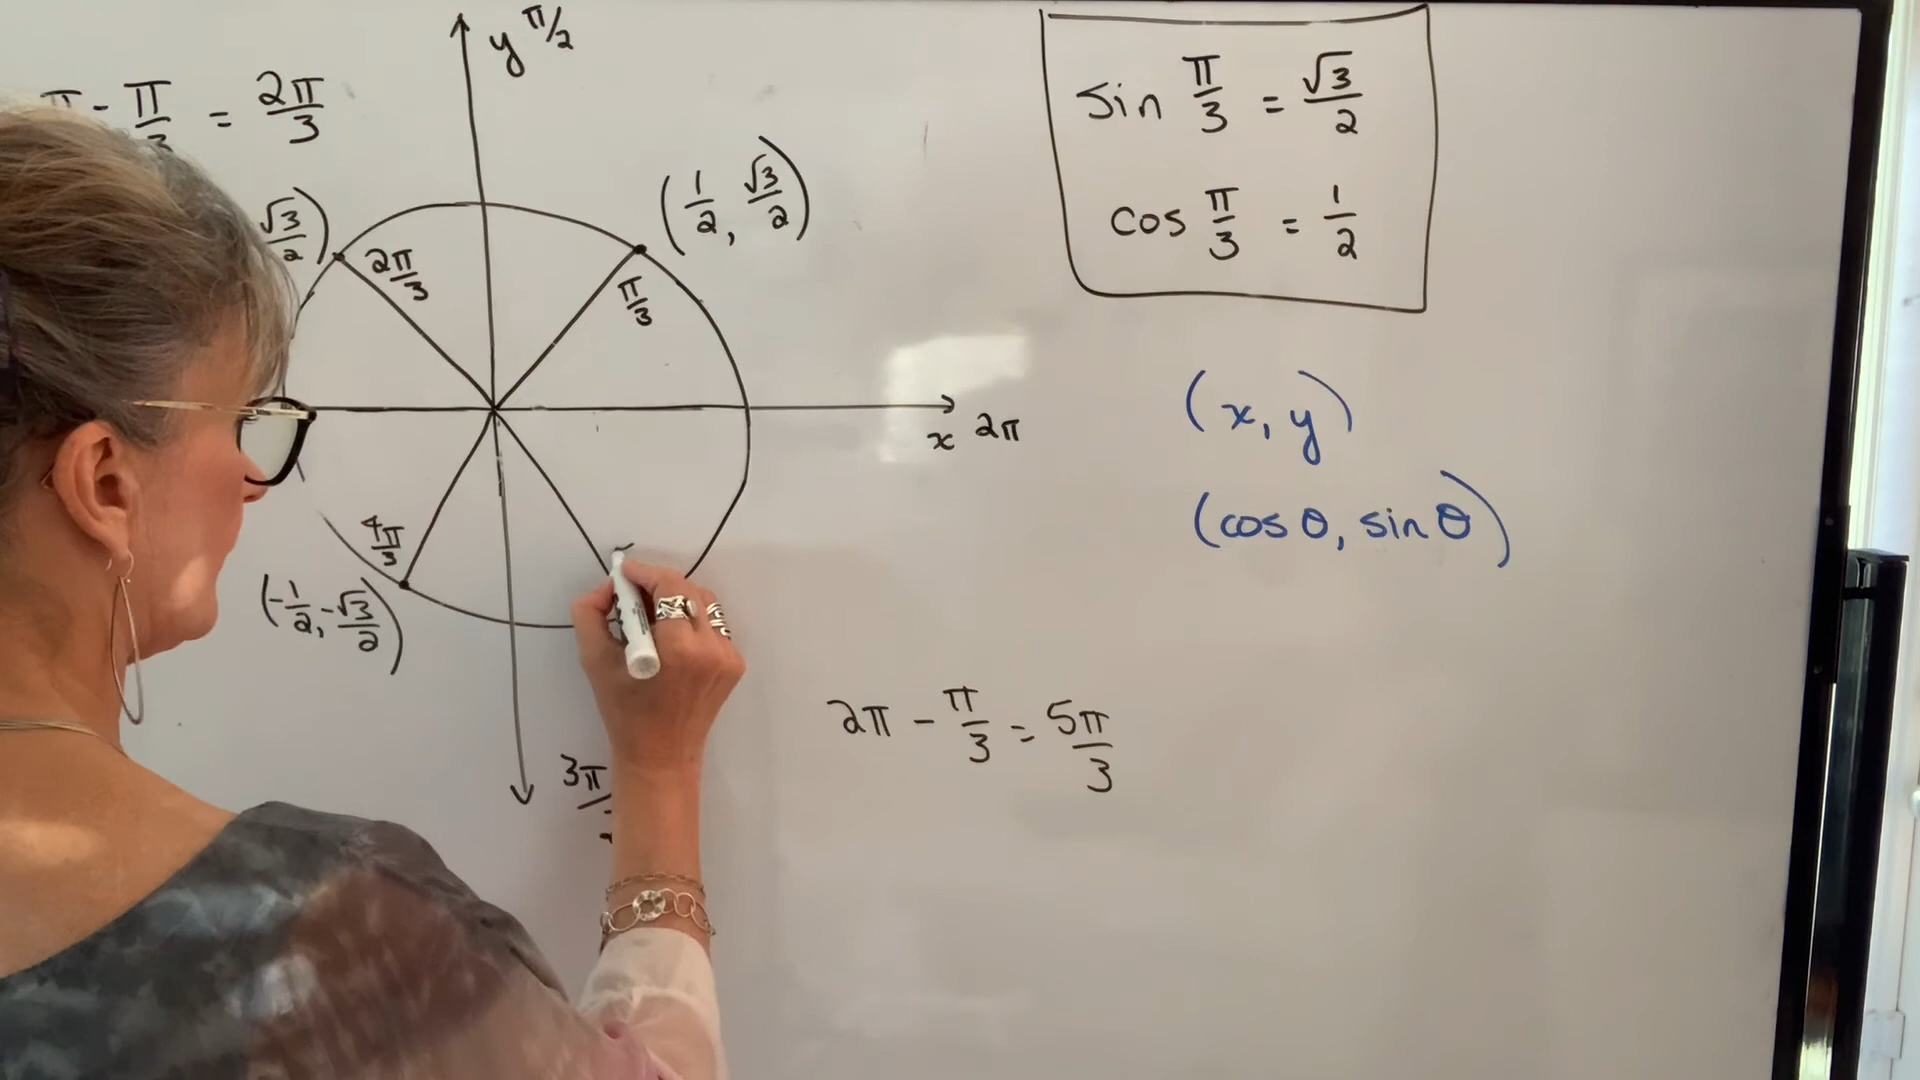 π - π/3 = 2π/3
y π/2
√3/2)
2π/3
(1/2, √3/2)
π/3
x 2π
4π/3
(-1/2, -√3/2)
3π
2π - π/3 = 5π/3
sin π/3 = √3/2
cos π/3 = 1/2
(x, y)
(cos θ, sin θ)